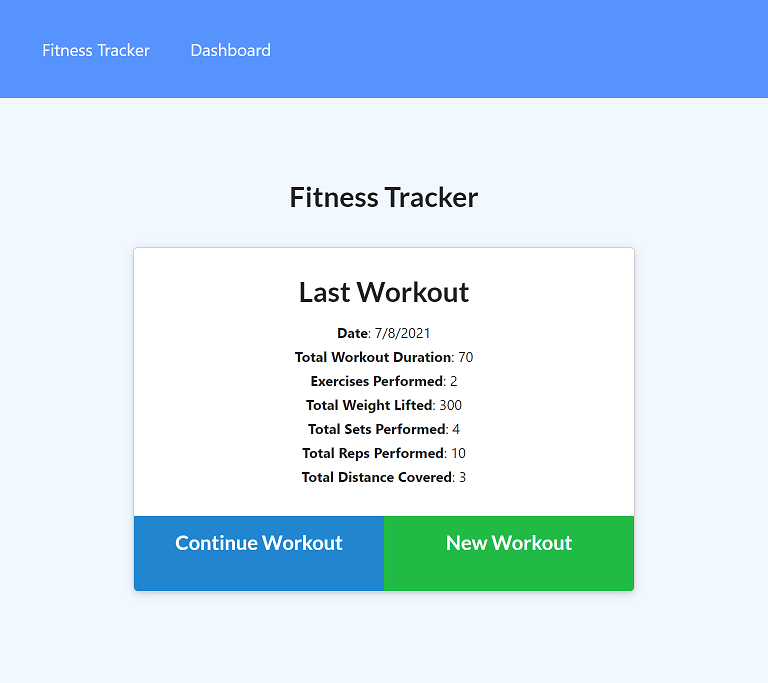 Fitness Tracker Dashboard
Fitness Tracker
Last Workout
Date: 7/8/2021
Total Workout Duration: 70
Exercises Performed: 2
Total Weight Lifted: 300
Total Sets Performed: 4
Total Reps Performed: 10
Total Distance Covered: 3
Continue Workout New Workout